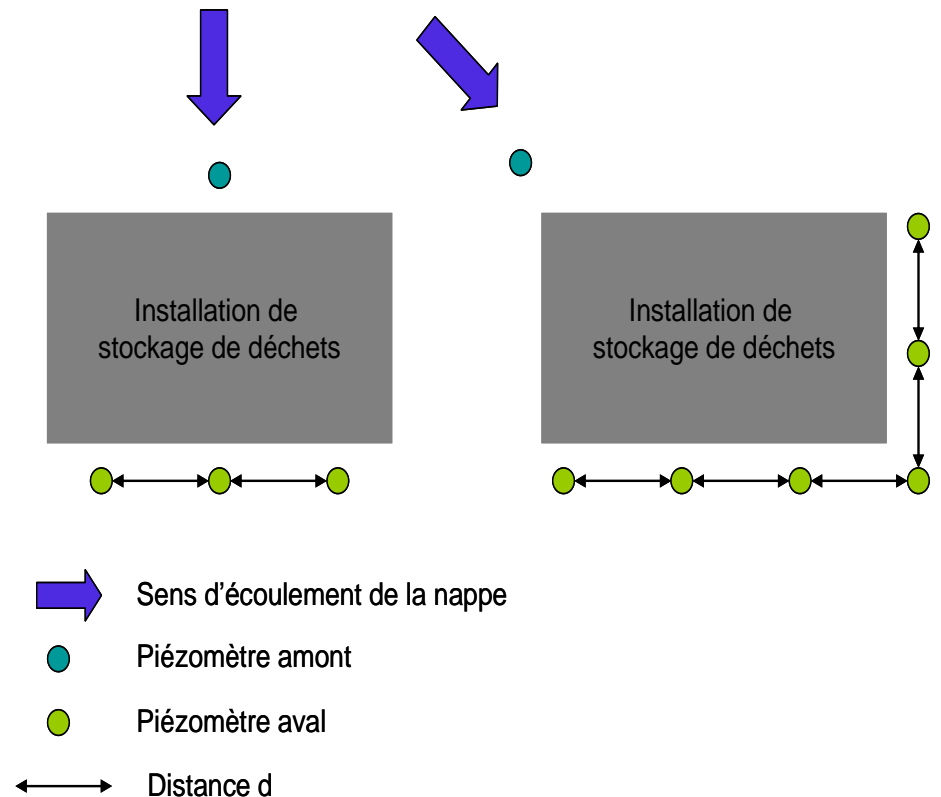 Installation de
stockage de déchets
Installation de
stockage de déchets
Sens d'écoulement de la nappe
Piézomètre amont
Piézomètre aval
Distance d